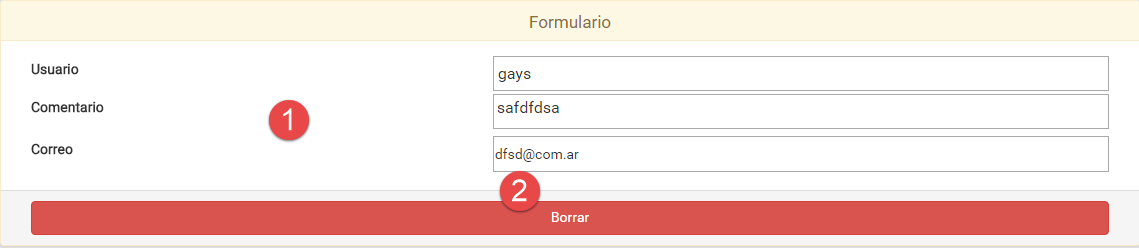 Formulario
Usuario gays
Comentario safdfdsa
1
Correo dfsd@com.ar
2
Borrar